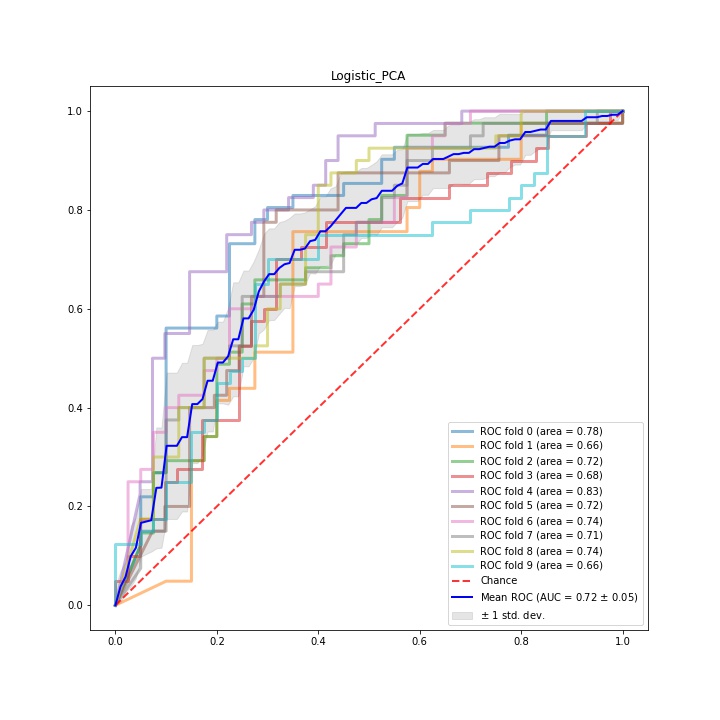 Logistic_PCA
1.0
0.8
0.6
0.4
0.2
0.0
0.0 0.2 0.4 0.6 0.8 1.0
ROC fold 0 (area = 0.78)
ROC fold 1 (area = 0.66)
ROC fold 2 (area = 0.72)
ROC fold 3 (area = 0.68)
ROC fold 4 (area = 0.83)
ROC fold 5 (area = 0.72)
ROC fold 6 (area = 0.74)
ROC fold 7 (area = 0.71)
ROC fold 8 (area = 0.74)
ROC fold 9 (area = 0.66)
Chance
Mean ROC (AUC = 0.72 ± 0.05)
± 1 std. dev.